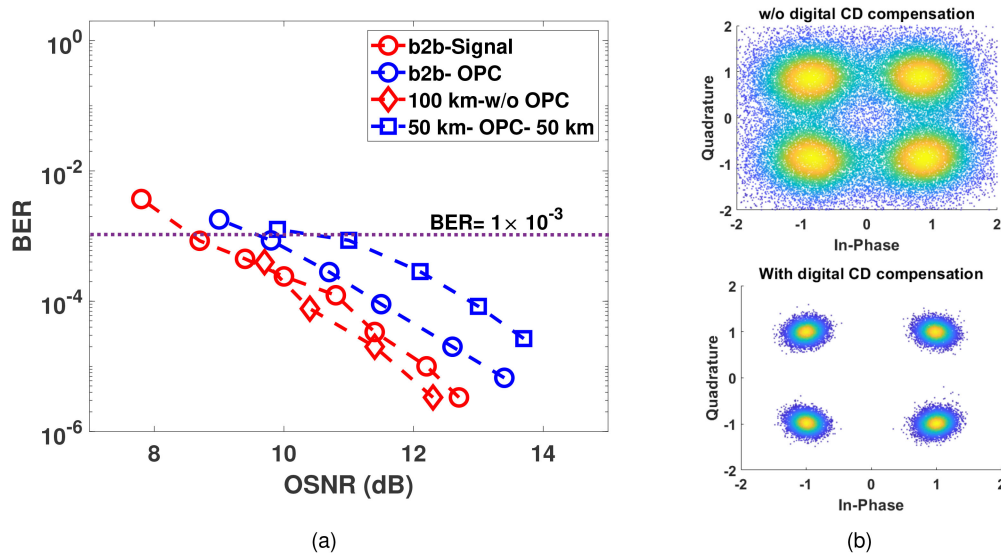 10^0
10^-2
10^-4
10^-6
BER
8
10
12
14
OSNR (dB)
b2b-Signal
b2b- OPC
100 km-w/o OPC
50 km- OPC- 50 km
BER= 1× 10^-3
(a)
w/o digital CD compensation
2
1
0
-1
-2
Quadrature
-2
-1
0
1
2
In-Phase
With digital CD compensation
2
1
0
-1
-2
Quadrature
-2
-1
0
1
2
In-Phase
(b)